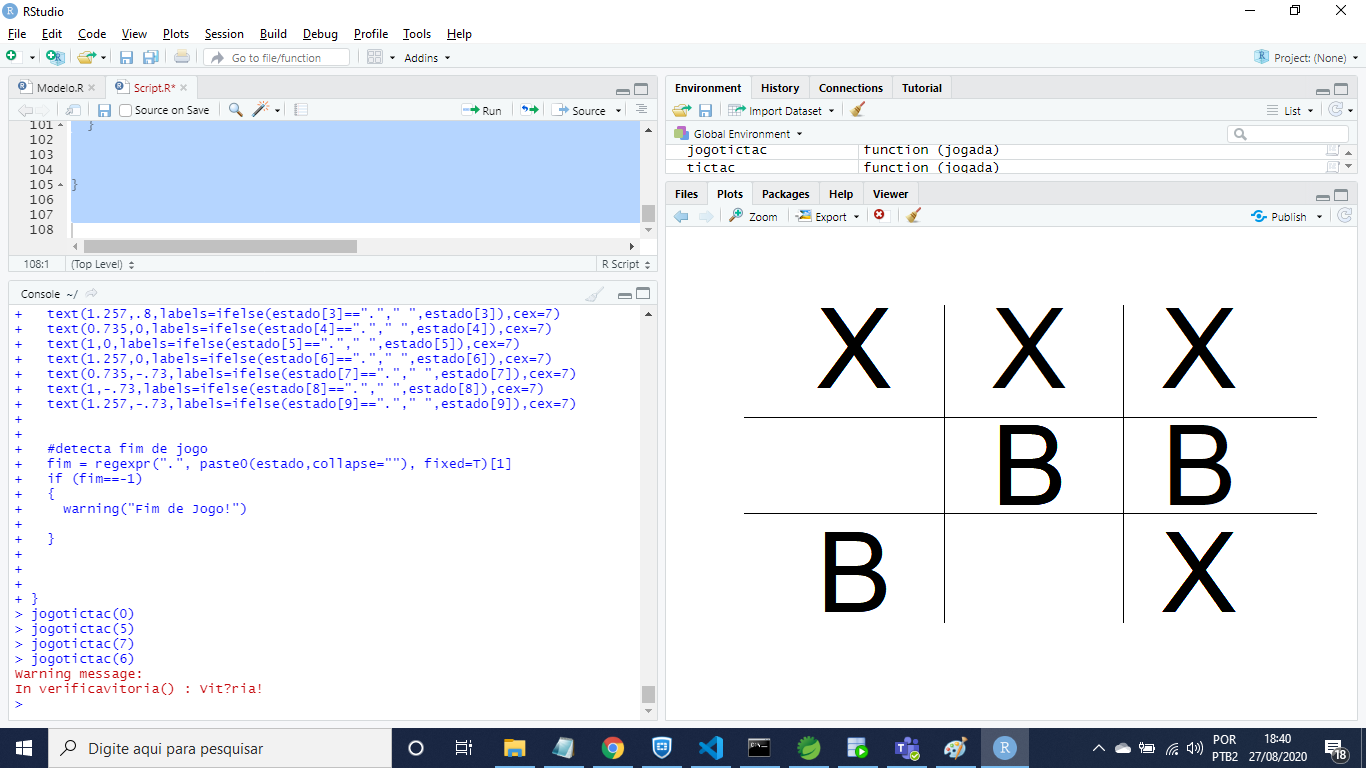 RStudio
File Edit Code View Plots Session Build Debug Profile Tools Help
Go to file/function Addins Project: (None)
Modelo.R Script.R*
Source on Save Run Source
101 }
102
103
104
105 }
106
107
108
108:1 (Top Level) R Script
Console ~/
+ text(1.257,.8,labels=ifelse(estado[3]=="."," ",estado[3]),cex=7)
+ text(0.735,0,labels=ifelse(estado[4]=="."," ",estado[4]),cex=7)
+ text(1,0,labels=ifelse(estado[5]=="."," ",estado[5]),cex=7)
+ text(1.257,0,labels=ifelse(estado[6]=="."," ",estado[6]),cex=7)
+ text(0.735,-.73,labels=ifelse(estado[7]=="."," ",estado[7]),cex=7)
+ text(1,-.73,labels=ifelse(estado[8]=="."," ",estado[8]),cex=7)
+ text(1.257,-.73,labels=ifelse(estado[9]=="."," ",estado[9]),cex=7)
+
+
+ #detecta fim de jogo
+ fim = regexpr(".", paste0(estado,collapse=""), fixed=T)[1]
+ if (fim==-1)
+ {
+ warning("Fim de Jogo!")
+
+ }
+
+
+
+ }
> jogotictac(0)
> jogotictac(5)
> jogotictac(7)
> jogotictac(6)
Warning message:
In verificavitoria() : Vit?ria!
>
Environment History Connections Tutorial
Import Dataset List
Global Environment
jogotictac function (jogada)
tictac function (jogada)
Files Plots Packages Help Viewer
Zoom Export Publish
X X X
B B
B X
Digite aqui para pesquisar
POR
PTB2
18:40
27/08/2020
18